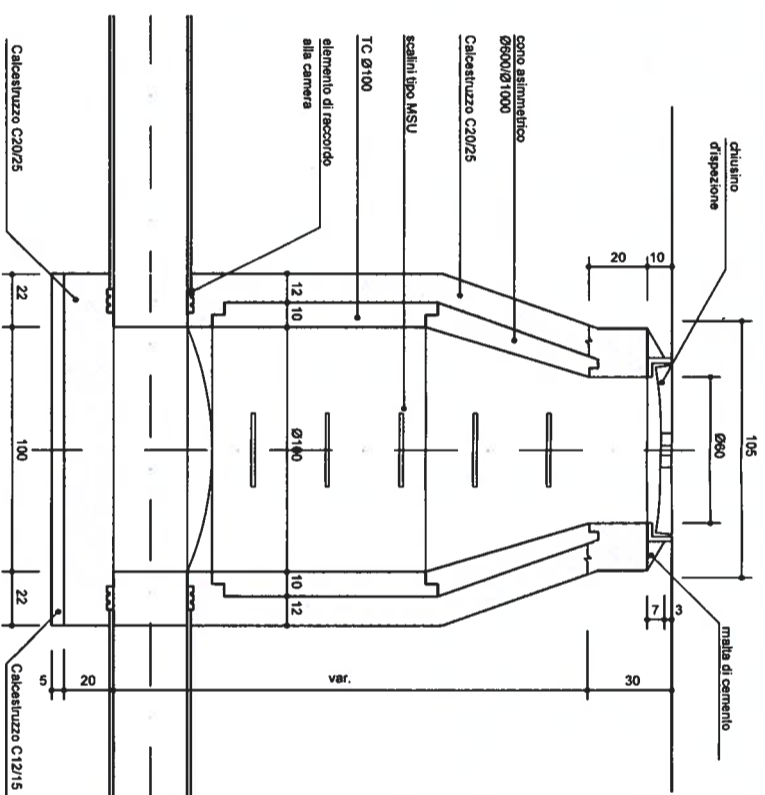 chiusino
d'ispezione
cono asimmetrico
Ø600/Ø1000
Calcestruzzo C20/25
scalini tipo MSU
TC Ø100
elemento di raccordo
alla camera
Calcestruzzo C20/25
105
Ø60
10
20
3
7
malta di cemento
30
var.
20
5
12
10
Ø100
10
12
22
100
22
Calcestruzzo C12/15